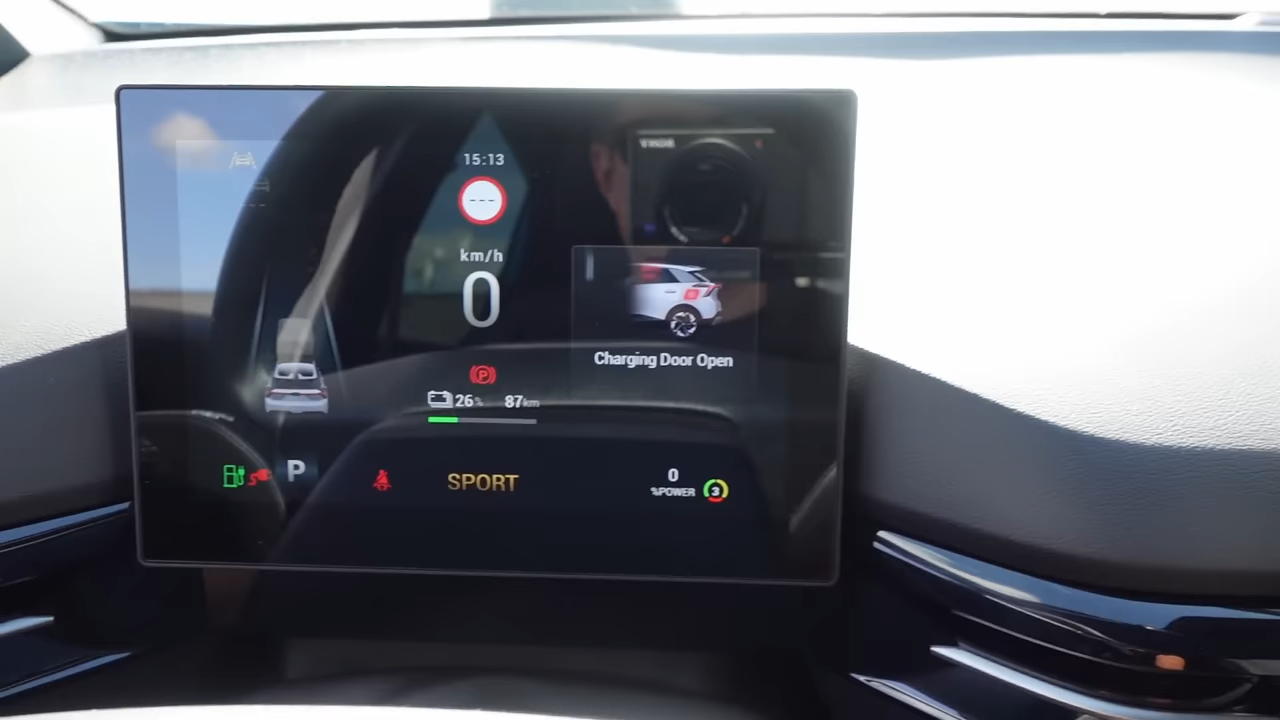 15:13
---
km/h
0
Charging Door Open
P
26% 87km
P
SPORT
0
%POWER
3